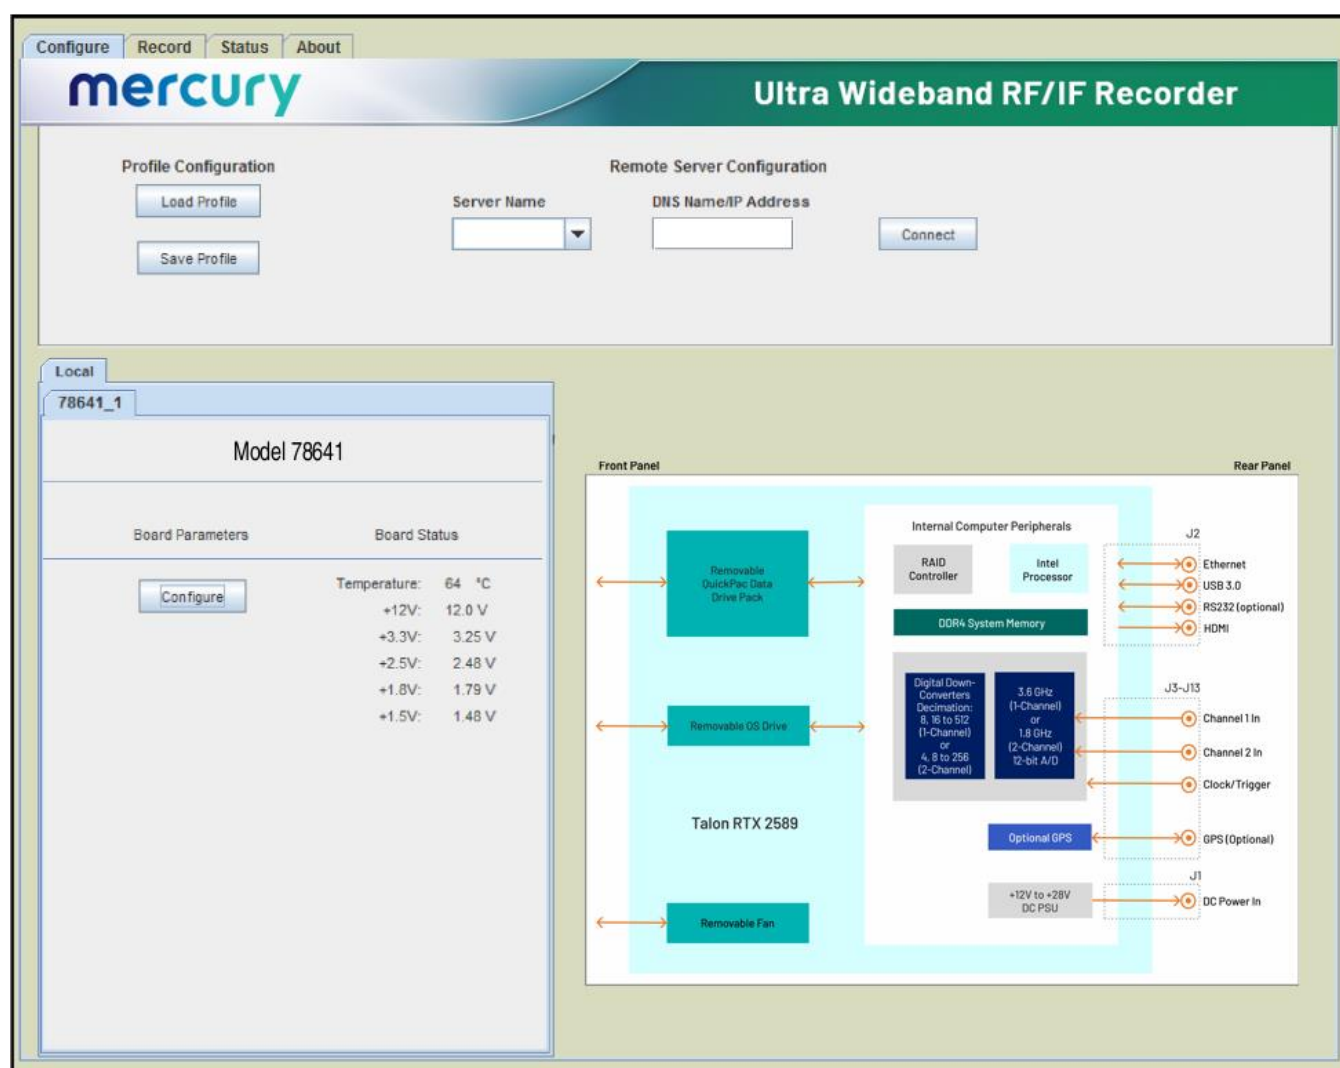 Configure Record Status About
mercury
Ultra Wideband RF/IF Recorder
Profile Configuration
Load Profile
Save Profile
Remote Server Configuration
Server Name
DNS Name/IP Address
Connect
Local
78641_1
Model 78641
Board Parameters
Configure
Board Status
Temperature: 64 °C
+12V: 12.0 V
+3.3V: 3.25 V
+2.5V: 2.48 V
+1.8V: 1.79 V
+1.5V: 1.48 V
Front Panel
Rear Panel
Removable
QuickPac Data
Drive Pack
Removable OS Drive
Talon RTX 2589
Removable Fan
Internal Computer Peripherals
RAID
Controller
Intel
Processor
DDR4 System Memory
Digital Down-
Converters
Decimation:
8, 16 to 512
(1-Channel)
or
4, 8 to 256
(2-Channel)
3.6 GHz
(1-Channel)
or
1.8 GHz
(2-Channel)
12-bit A/D
Optional GPS
+12V to +28V
DC PSU
J2
Ethernet
USB 3.0
RS232 (optional)
HDMI
J3-J13
Channel 1 In
Channel 2 In
Clock/Trigger
GPS (Optional)
J1
DC Power In